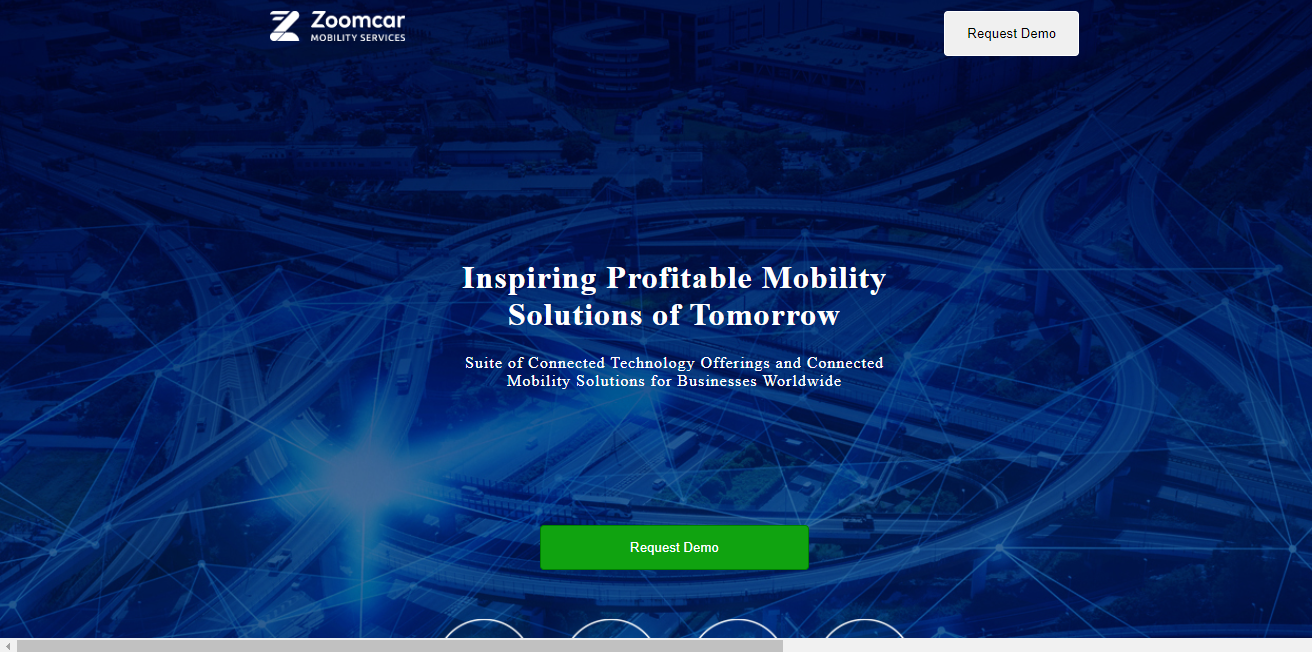 Zoomcar
MOBILITY SERVICES
Request Demo
Inspiring Profitable Mobility
Solutions of Tomorrow
Suite of Connected Technology Offerings and Connected
Mobility Solutions for Businesses Worldwide
Request Demo